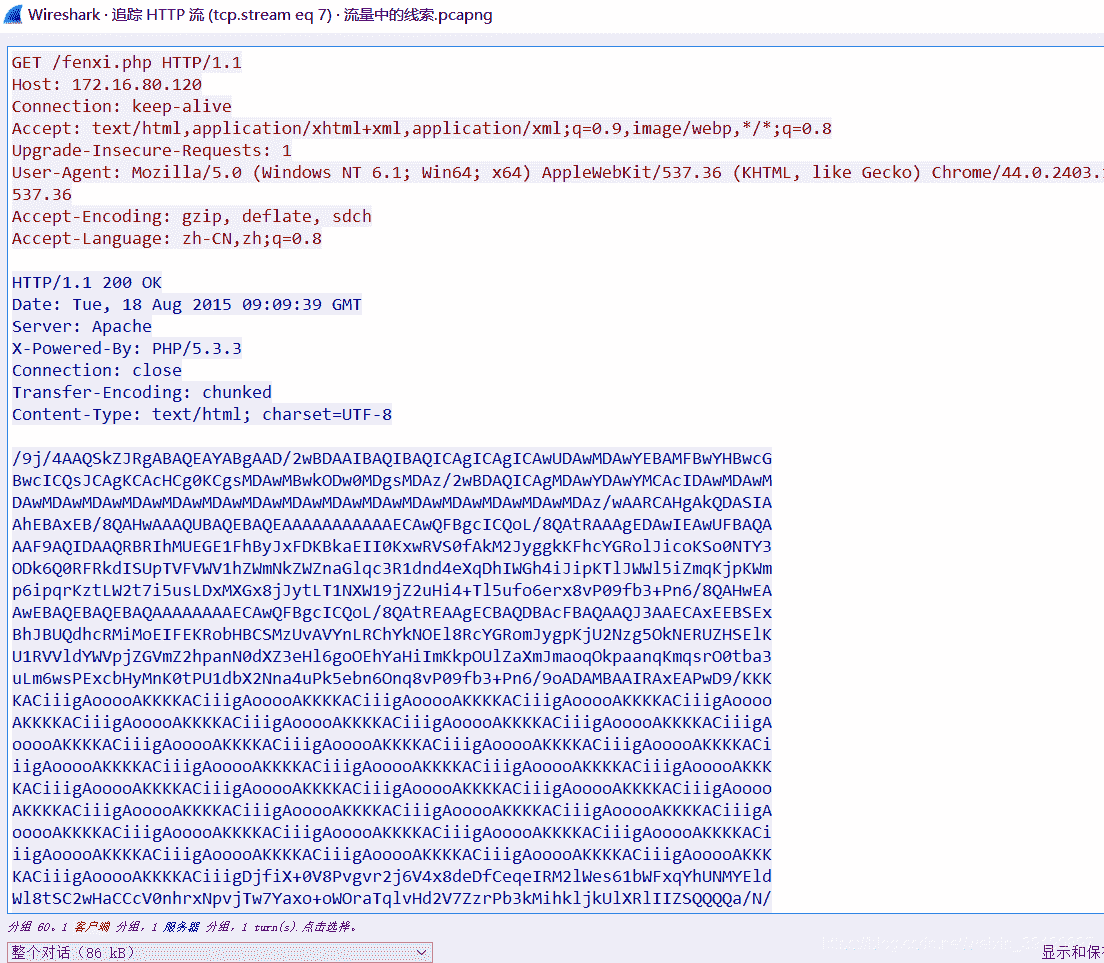 Wireshark · 追踪 HTTP 流 (tcp.stream eq 7) · 流量中的线索.pcapng
GET /fenxi.php HTTP/1.1
Host: 172.16.80.120
Connection: keep-alive
Accept: text/html,application/xhtml+xml,application/xml;q=0.9,image/webp,*/*;q=0.8
Upgrade-Insecure-Requests: 1
User-Agent: Mozilla/5.0 (Windows NT 6.1; Win64; x64) AppleWebKit/537.36 (KHTML, like Gecko) Chrome/44.0.2403.
537.36
Accept-Encoding: gzip, deflate, sdch
Accept-Language: zh-CN,zh;q=0.8
HTTP/1.1 200 OK
Date: Tue, 18 Aug 2015 09:09:39 GMT
Server: Apache
X-Powered-By: PHP/5.3.3
Connection: close
Transfer-Encoding: chunked
Content-Type: text/html; charset=UTF-8
/9j/4AAQSkZJRgABAQEAYABgAAD/2wBDAAIBAQIBAQICAgICAgICAwUDAwMDAwYEBAMFBwYHBwcG
BwcICQsJCAgKCAcHCg0KCgsMDAwMBwkODw0MDgsMDAz/2wBDAQICAgMDAwYDAwYMCAcIDAwMDAwM
DAwMDAwMDAwMDAwMDAwMDAwMDAwMDAwMDAwMDAwMDAwMDAwMDAwMDAwMDAz/wAARCAHgAkQDASIA
AhEBAxEB/8QAHwAAAQUBAQEBAQEAAAAAAAAAAAECAwQFBgcICQoL/8QAtRAAAgEDAwIEAwUFBAQA
AAF9AQIDAAQRBRIhMUEGE1FhByJxFDKBkaEII0KxwRVS0fAkM2JyggkKFhcYGRolJicoKSo0NTY3
ODk6Q0RFRkdISUpTVFVWV1hZWmNkZWZnaGlqc3R1dnd4eXqDhIWGh4iJipKTlJWWl5iZmqKjpKWm
p6ipqrKztLW2t7i5usLDxMXGx8jJytLT1NXW19jZ2uHi4+Tl5ufo6erx8vP09fb3+Pn6/8QAHwEA
AwEBAQEBAQEBAQAAAAAAAAECAwQFBgcICQoL/8QAtREAAgECBAQDBAcFBAQAAQJ3AAECAxEEBSEx
BhJBUQdhcRMiMoEIFEKRobHBCSMzUvAVYnLRChYkNOEl8RcYGRomJygpKjU2Nzg5OkNERUZHSElK
U1RVVldYWVpjZGVmZ2hpanN0dXZ3eHl6goOEhYaHiImKkpOUlZaXmJmaoqOkpaanqKmqsrO0tba3
uLm6wsPExcbHyMnK0tPU1dbX2Nna4uPk5ebn6Onq8vP09fb3+Pn6/9oADAMBAAIRAxEAPwD9/KKK
KACiiigAooooAKKKKACiiigAooooAKKKKACiiigAooooAKKKKACiiigAooooAKKKKACiiigAoooo
AKKKKACiiigAooooAKKKKACiiigAooooAKKKKACiiigAooooAKKKKACiiigAooooAKKKKACiiigA
ooooAKKKKACiiigAooooAKKKKACiiigAooooAKKKKACiiigAooooAKKKKACiiigAooooAKKKKACi
iigAooooAKKKKACiiigAooooAKKKKACiiigAooooAKKKKACiiigAooooAKKKKACiiigAooooAKKK
KACiiigAooooAKKKKACiiigAooooAKKKKACiiigAooooAKKKKACiiigAooooAKKKKACiiigAoooo
AKKKKACiiigAooooAKKKKACiiigAooooAKKKKACiiigAooooAKKKKACiiigAooooAKKKKACiiigA
ooooAKKKKACiiigAooooAKKKKACiiigAooooAKKKKACiiigAooooAKKKKACiiigAooooAKKKKACi
iigAooooAKKKKACiiigAooooAKKKKACiiigAooooAKKKKACiiigAooooAKKKKACiiigAooooAKKK
KACiiigAooooAKKKKACiiigDjfiX+0V8Pvgvr2j6V4x8deDfCeqeIRM2lWes61bWFxqYhUNMYEld
Wl8tSC2wHaCCcV0nhrxNpvjTw7Yaxo+oWOraTqlvHd2V7ZzrPb3kMihkljkUlXRlIIZSQQQQa/N/
分组 60。1 客户端 分组, 1 服务器 分组, 1 turn(s). 点击选择。
整个对话 (86 kB)
显示和保